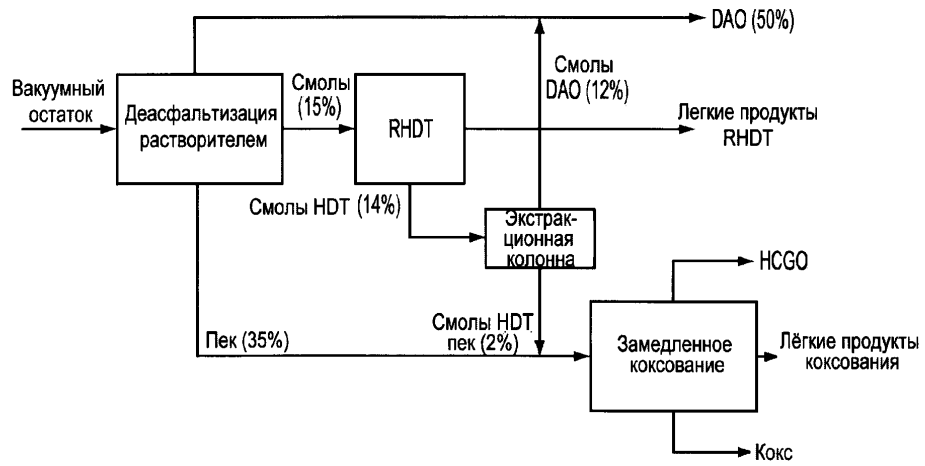 DAO (50%)
Вакуумный
остаток
Деасфальтизация
растворителем
Смолы
(15%)
RHDT
Смолы
DAO (12%)
Легкие продукты
RHDT
Смолы HDT (14%)
Экстрак-
ционная
колонна
HCGO
Пек (35%)
Смолы HDT
пек (2%)
Замедленное
коксование
Лёгкие продукты
коксования
Кокс